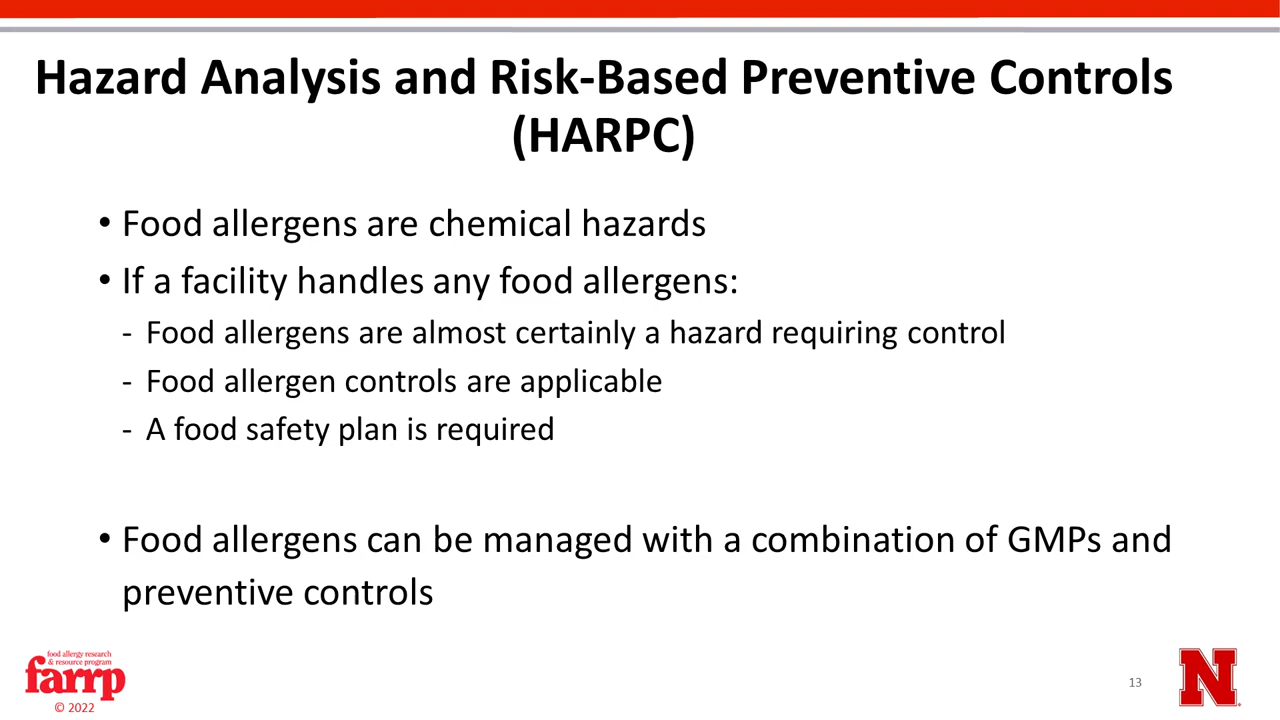 Hazard Analysis and Risk-Based Preventive Controls
(HARPC)
• Food allergens are chemical hazards
• If a facility handles any food allergens:
- Food allergens are almost certainly a hazard requiring control
- Food allergen controls are applicable
- A food safety plan is required
• Food allergens can be managed with a combination of GMPs and
preventive controls
food allergy research
& resource program
farrp
© 2022
13
N